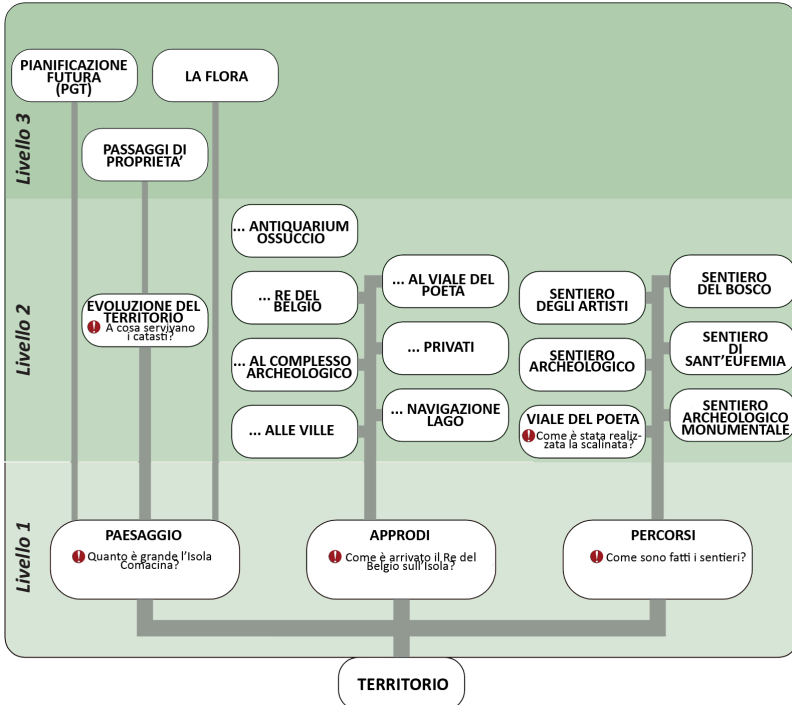 PIANIFICAZIONE
FUTURA
(PGT)
LA FLORA
PASSAGGI DI
PROPRIETA'
Livello 3
... ANTIQUARIUM
OSSUCCIO
... RE DEL
BELGIO
... AL COMPLESSO
ARCHEOLOGICO
... ALLE VILLE
... AL VIALE DEL
POETA
... PRIVATI
... NAVIGAZIONE
LAGO
EVOLUZIONE DEL
TERRITORIO
A cosa servivano
i catasti?
SENTIERO
DEGLI ARTISTI
SENTIERO
ARCHEOLOGICO
VIALE DEL POETA
Come è stata realiz-
zata la scalinata?
SENTIERO
DEL BOSCO
SENTIERO
DI
SANT'EUFEMIA
SENTIERO
ARCHEOLOGICO
MONUMENTALE
Livello 2
PAESAGGIO
Quanto è grande l'Isola
Comacina?
APPRODI
Come è arrivato il Re del
Belgio sull'Isola?
PERCORSI
Come sono fatti i sentieri?
Livello 1
TERRITORIO